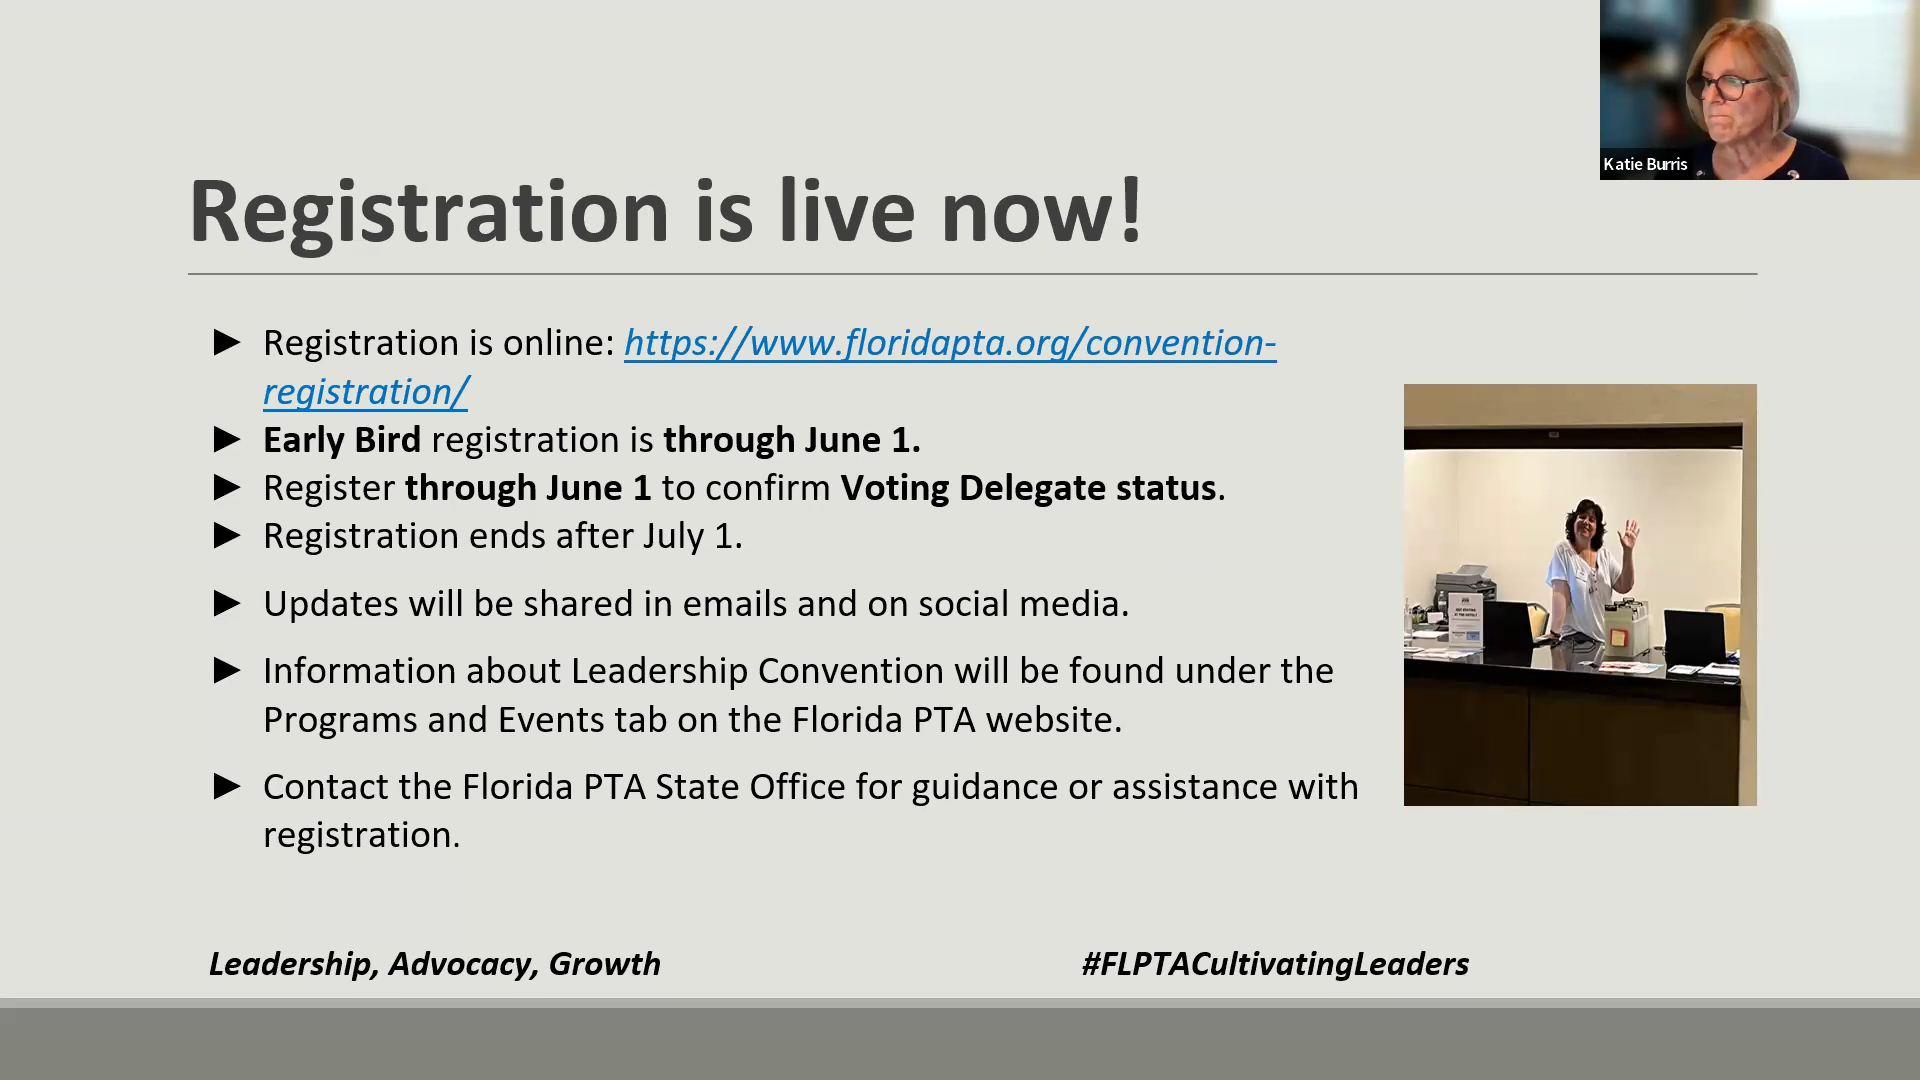 Katie Burris
Registration is live now!
► Registration is online: https://www.floridapta.org/convention-
registration/
► Early Bird registration is through June 1.
► Register through June 1 to confirm Voting Delegate status.
► Registration ends after July 1.
► Updates will be shared in emails and on social media.
► Information about Leadership Convention will be found under the
Programs and Events tab on the Florida PTA website.
► Contact the Florida PTA State Office for guidance or assistance with
registration.
Leadership, Advocacy, Growth
#FLPTACultivatingLeaders